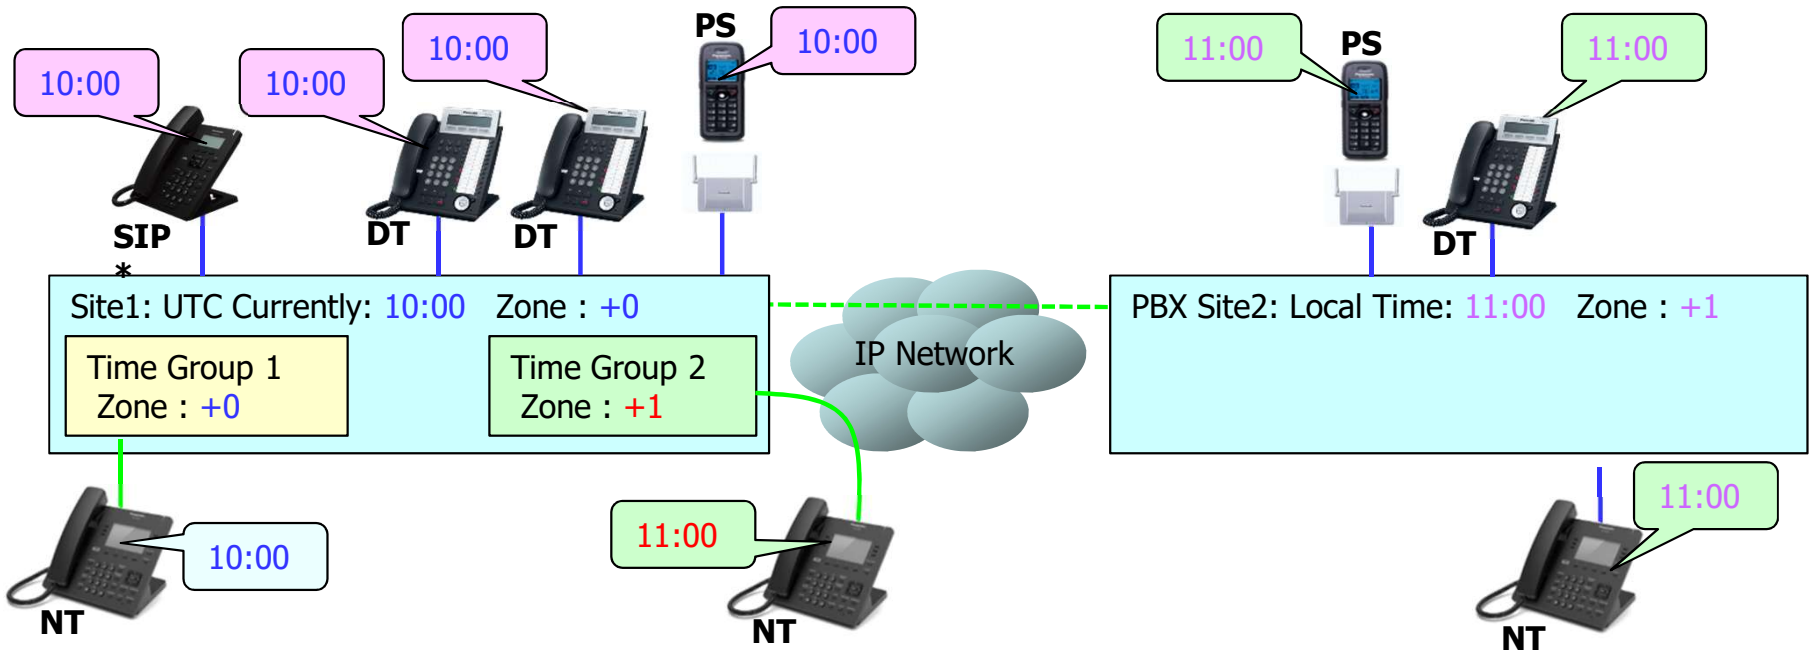 PS
10:00
10:00
11:00
PS
11:00
10:00
10:00
SIP
*
DT
DT
DT
Site1: UTC Currently: 10:00 Zone : +0
PBX Site2: Local Time: 11:00 Zone : +1
Time Group 1
Zone : +0
Time Group 2
Zone : +1
IP Network
10:00
NT
11:00
NT
11:00
NT